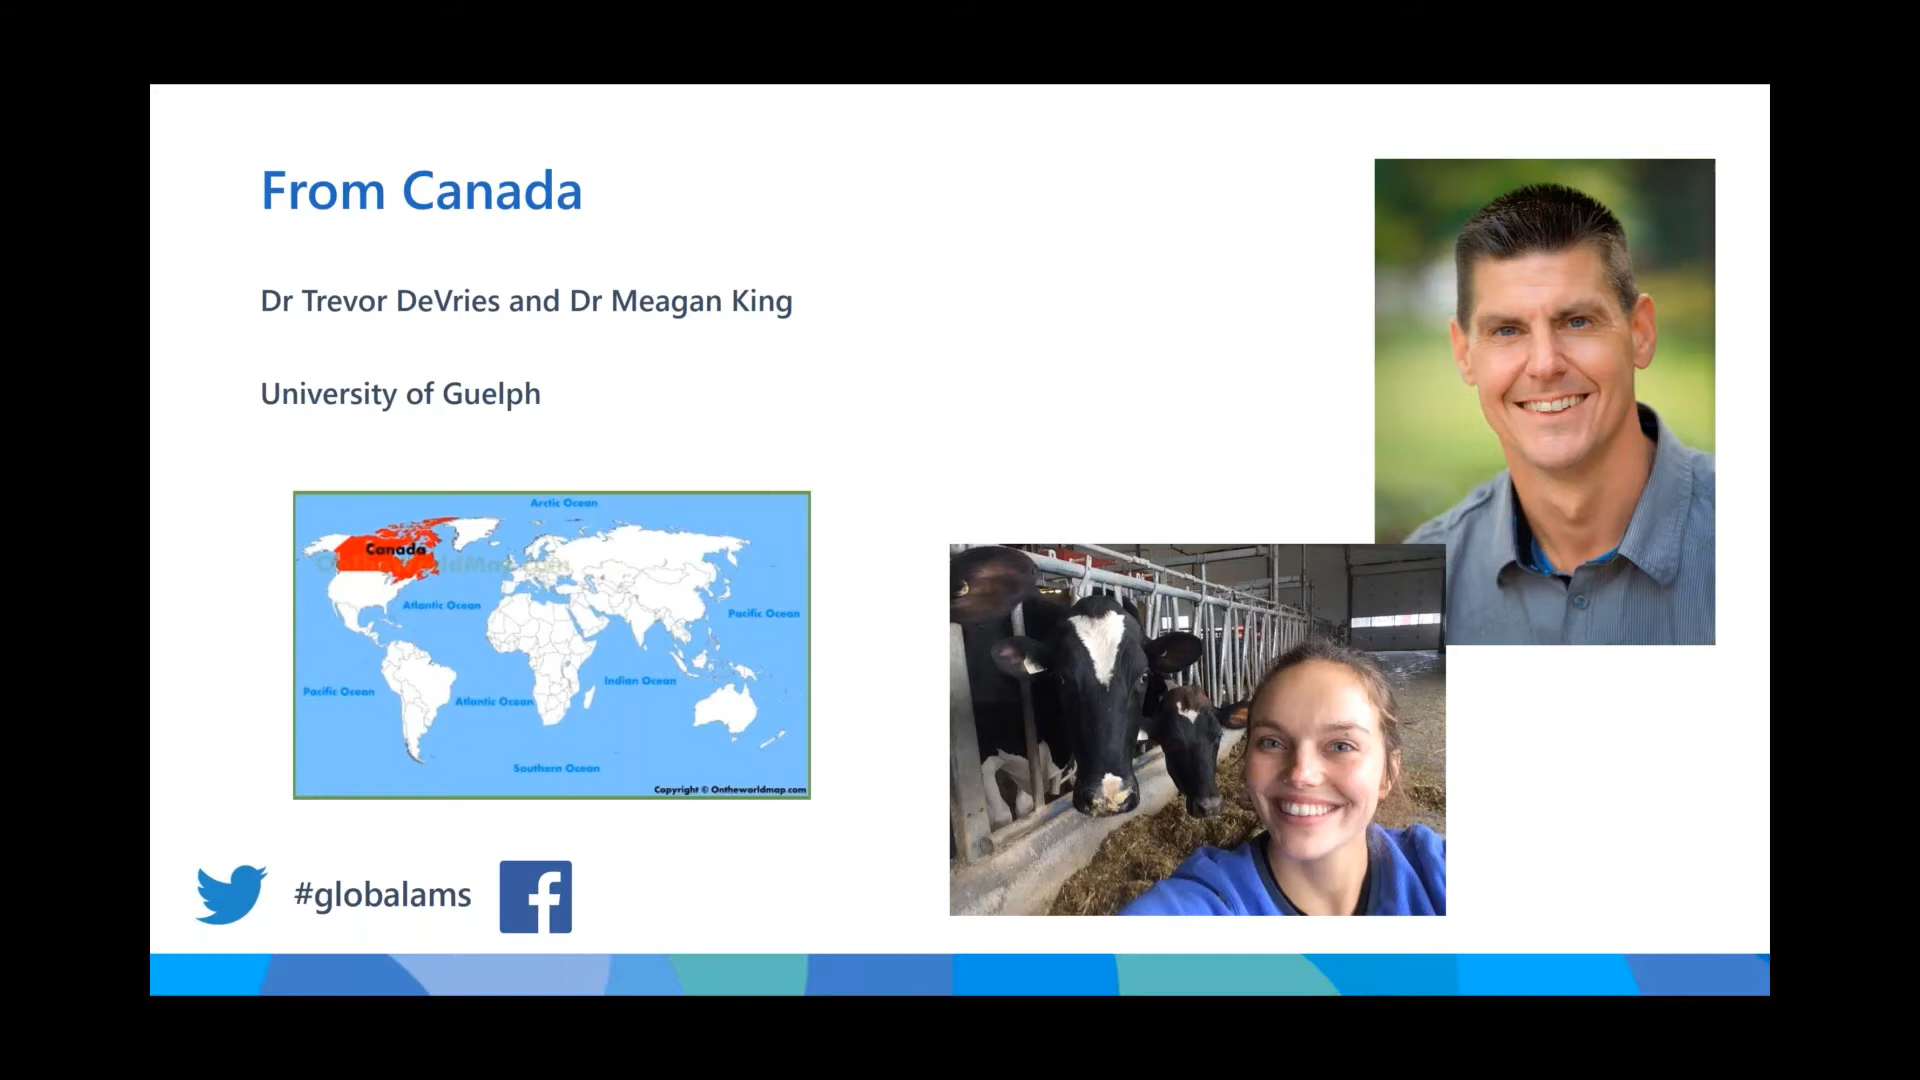 From Canada
Dr Trevor DeVries and Dr Meagan King
University of Guelph
Arctic Ocean
Canada
Atlantic Ocean
Pacific Ocean
Pacific Ocean
Atlantic Ocean
Indian Ocean
Southern Ocean
Copyright © Ontheworldmap.com
#globalams